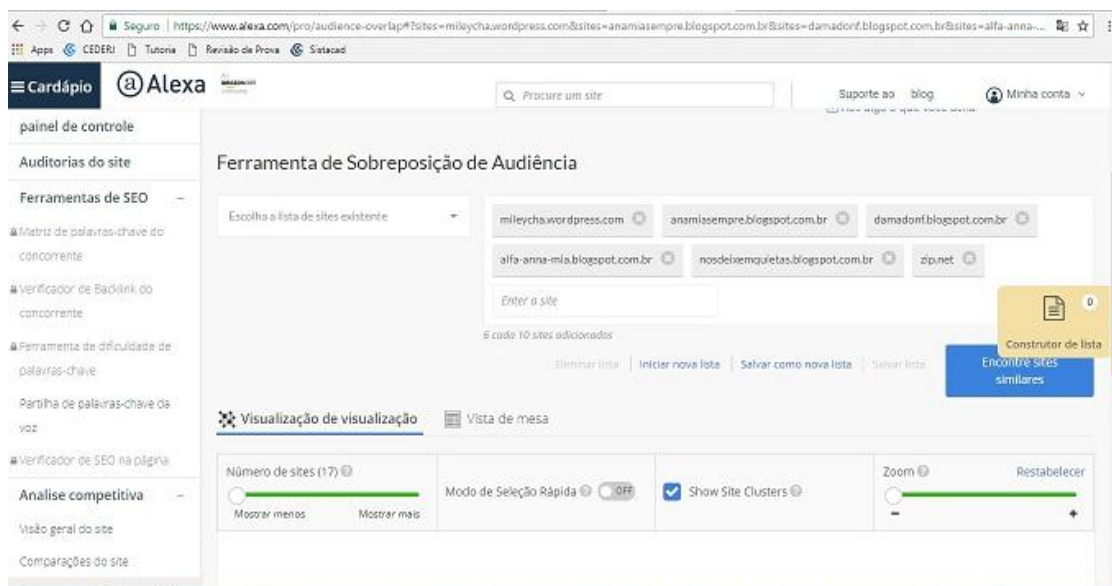 Seguro | https://www.alexa.com/pro/audience-overlap#?sites=mileycha.wordpress.com&sites=anamiasempre.blogspot.com.br&sites=damadonf.blogspot.com.br&sites=alfa-anna-...
Apps CEDERJ Tutoria Revisão de Prova Sistacad
Cardápio Alexa
Procure um site
Suporte ao blog Minha conta
painel de controle
Auditorias do site
Ferramenta de Sobreposição de Audiência
Ferramentas de SEO –
Escolha a lista de sites existente
mileycha.wordpress.com anamiasempre.blogspot.com.br damadonf.blogspot.com.br
Matriz de palavras-chave do
concorrente
alfa-anna-mia.blogspot.com.br nosdeixemquietas.blogspot.com.br zip.net
Verificador de Backlink do
concorrente
Enter a site
0
Construtor de lista
6 cada 10 sites adicionados
Ferramenta de dificuldade de
palavras-chave
Eliminar lista Iniciar nova lista Salvar como nova lista Salvar lista
Encontre sites
similares
Partilha de palavras-chave da
voz
Visualização de visualização Vista de mesa
Verificador de SEO na página
Número de sites (17)
Mostrar menos Mostrar mais
Modo de Seleção Rápida OFF
Show Site Clusters
Zoom Restabelecer
– +
Analise competitiva –
Visão geral do site
Comparações do site